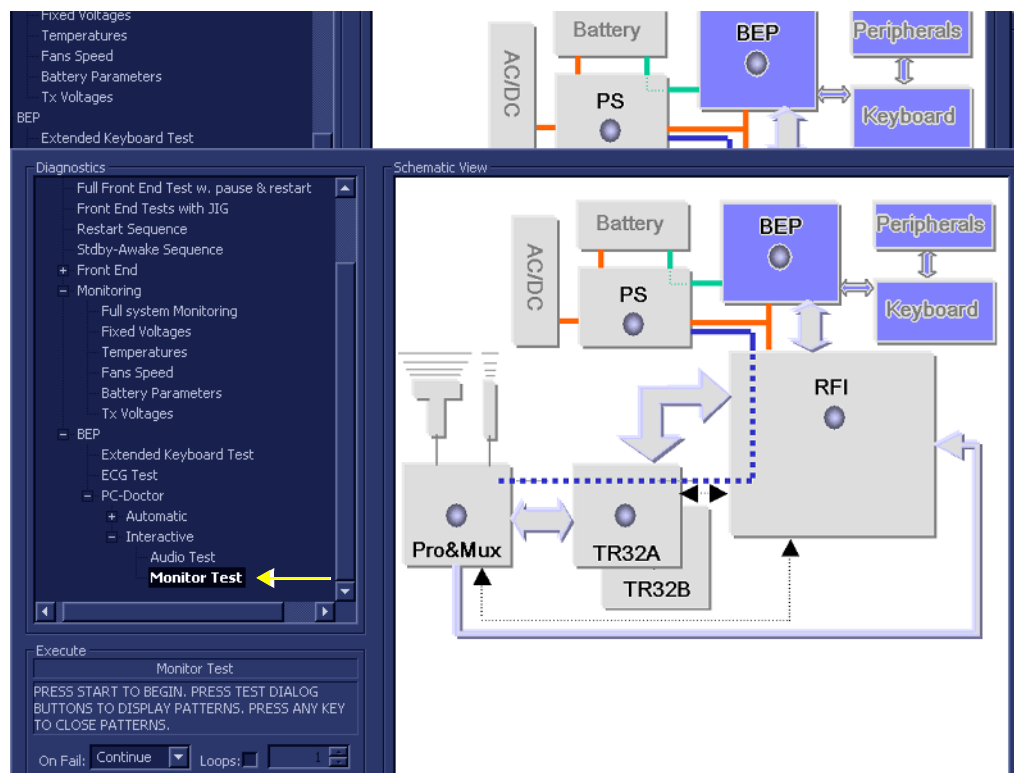 Fixed Voltages
Temperatures
Fans Speed
Battery Parameters
Tx Voltages
BEP
Extended Keyboard Test
AC/DC
Battery
PS
BEP
Peripherals
Keyboard
Diagnostics
Full Front End Test w. pause & restart
Front End Tests with JIG
Restart Sequence
Stdby-Awake Sequence
Front End
Monitoring
Full system Monitoring
Fixed Voltages
Temperatures
Fans Speed
Battery Parameters
Tx Voltages
BEP
Extended Keyboard Test
ECG Test
PC-Doctor
Automatic
Interactive
Audio Test
Monitor Test
Execute
Monitor Test
PRESS START TO BEGIN. PRESS TEST DIALOG
BUTTONS TO DISPLAY PATTERNS. PRESS ANY KEY
TO CLOSE PATTERNS.
On Fail: Continue Loops: 1
Schematic View
AC/DC
Battery
PS
BEP
Peripherals
Keyboard
RFI
Pro&Mux
TR32A
TR32B